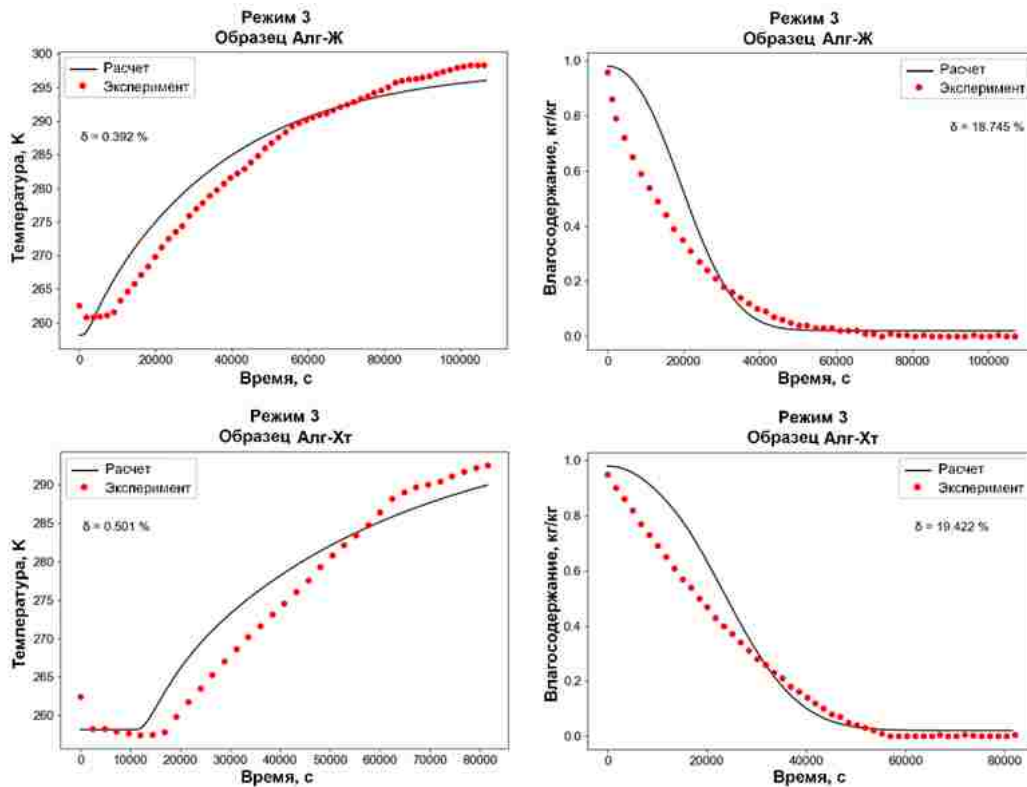 Режим 3
Образец Алг-Ж
Температура, К
300
295
290
285
280
275
270
265
260
Расчет
Эксперимент
δ = 0.392 %
0 20000 40000 60000 80000 100000
Время, с
Режим 3
Образец Алг-Ж
Влагосодержание, кг/кг
1.0
0.8
0.6
0.4
0.2
0.0
Расчет
Эксперимент
δ = 18.745 %
0 20000 40000 60000 80000 100000
Время, с
Режим 3
Образец Алг-Хт
Температура, К
290
285
280
275
270
265
260
Расчет
Эксперимент
δ = 0.501 %
0 10000 20000 30000 40000 50000 60000 70000 80000
Время, с
Режим 3
Образец Алг-Хт
Влагосодержание, кг/кг
1.0
0.8
0.6
0.4
0.2
0.0
Расчет
Эксперимент
δ = 19.422 %
0 20000 40000 60000 80000
Время, с